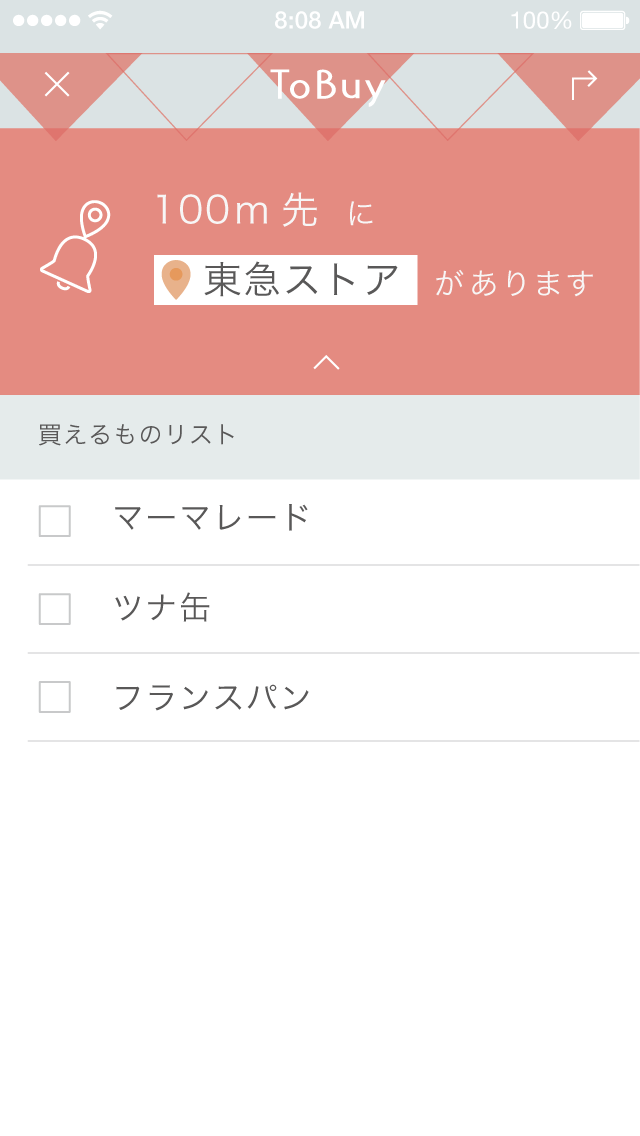 8:08 AM 100%
ToBuy
100m 先 に
東急ストア があります
買えるものリスト
マーマレード
ツナ缶
フランスパン